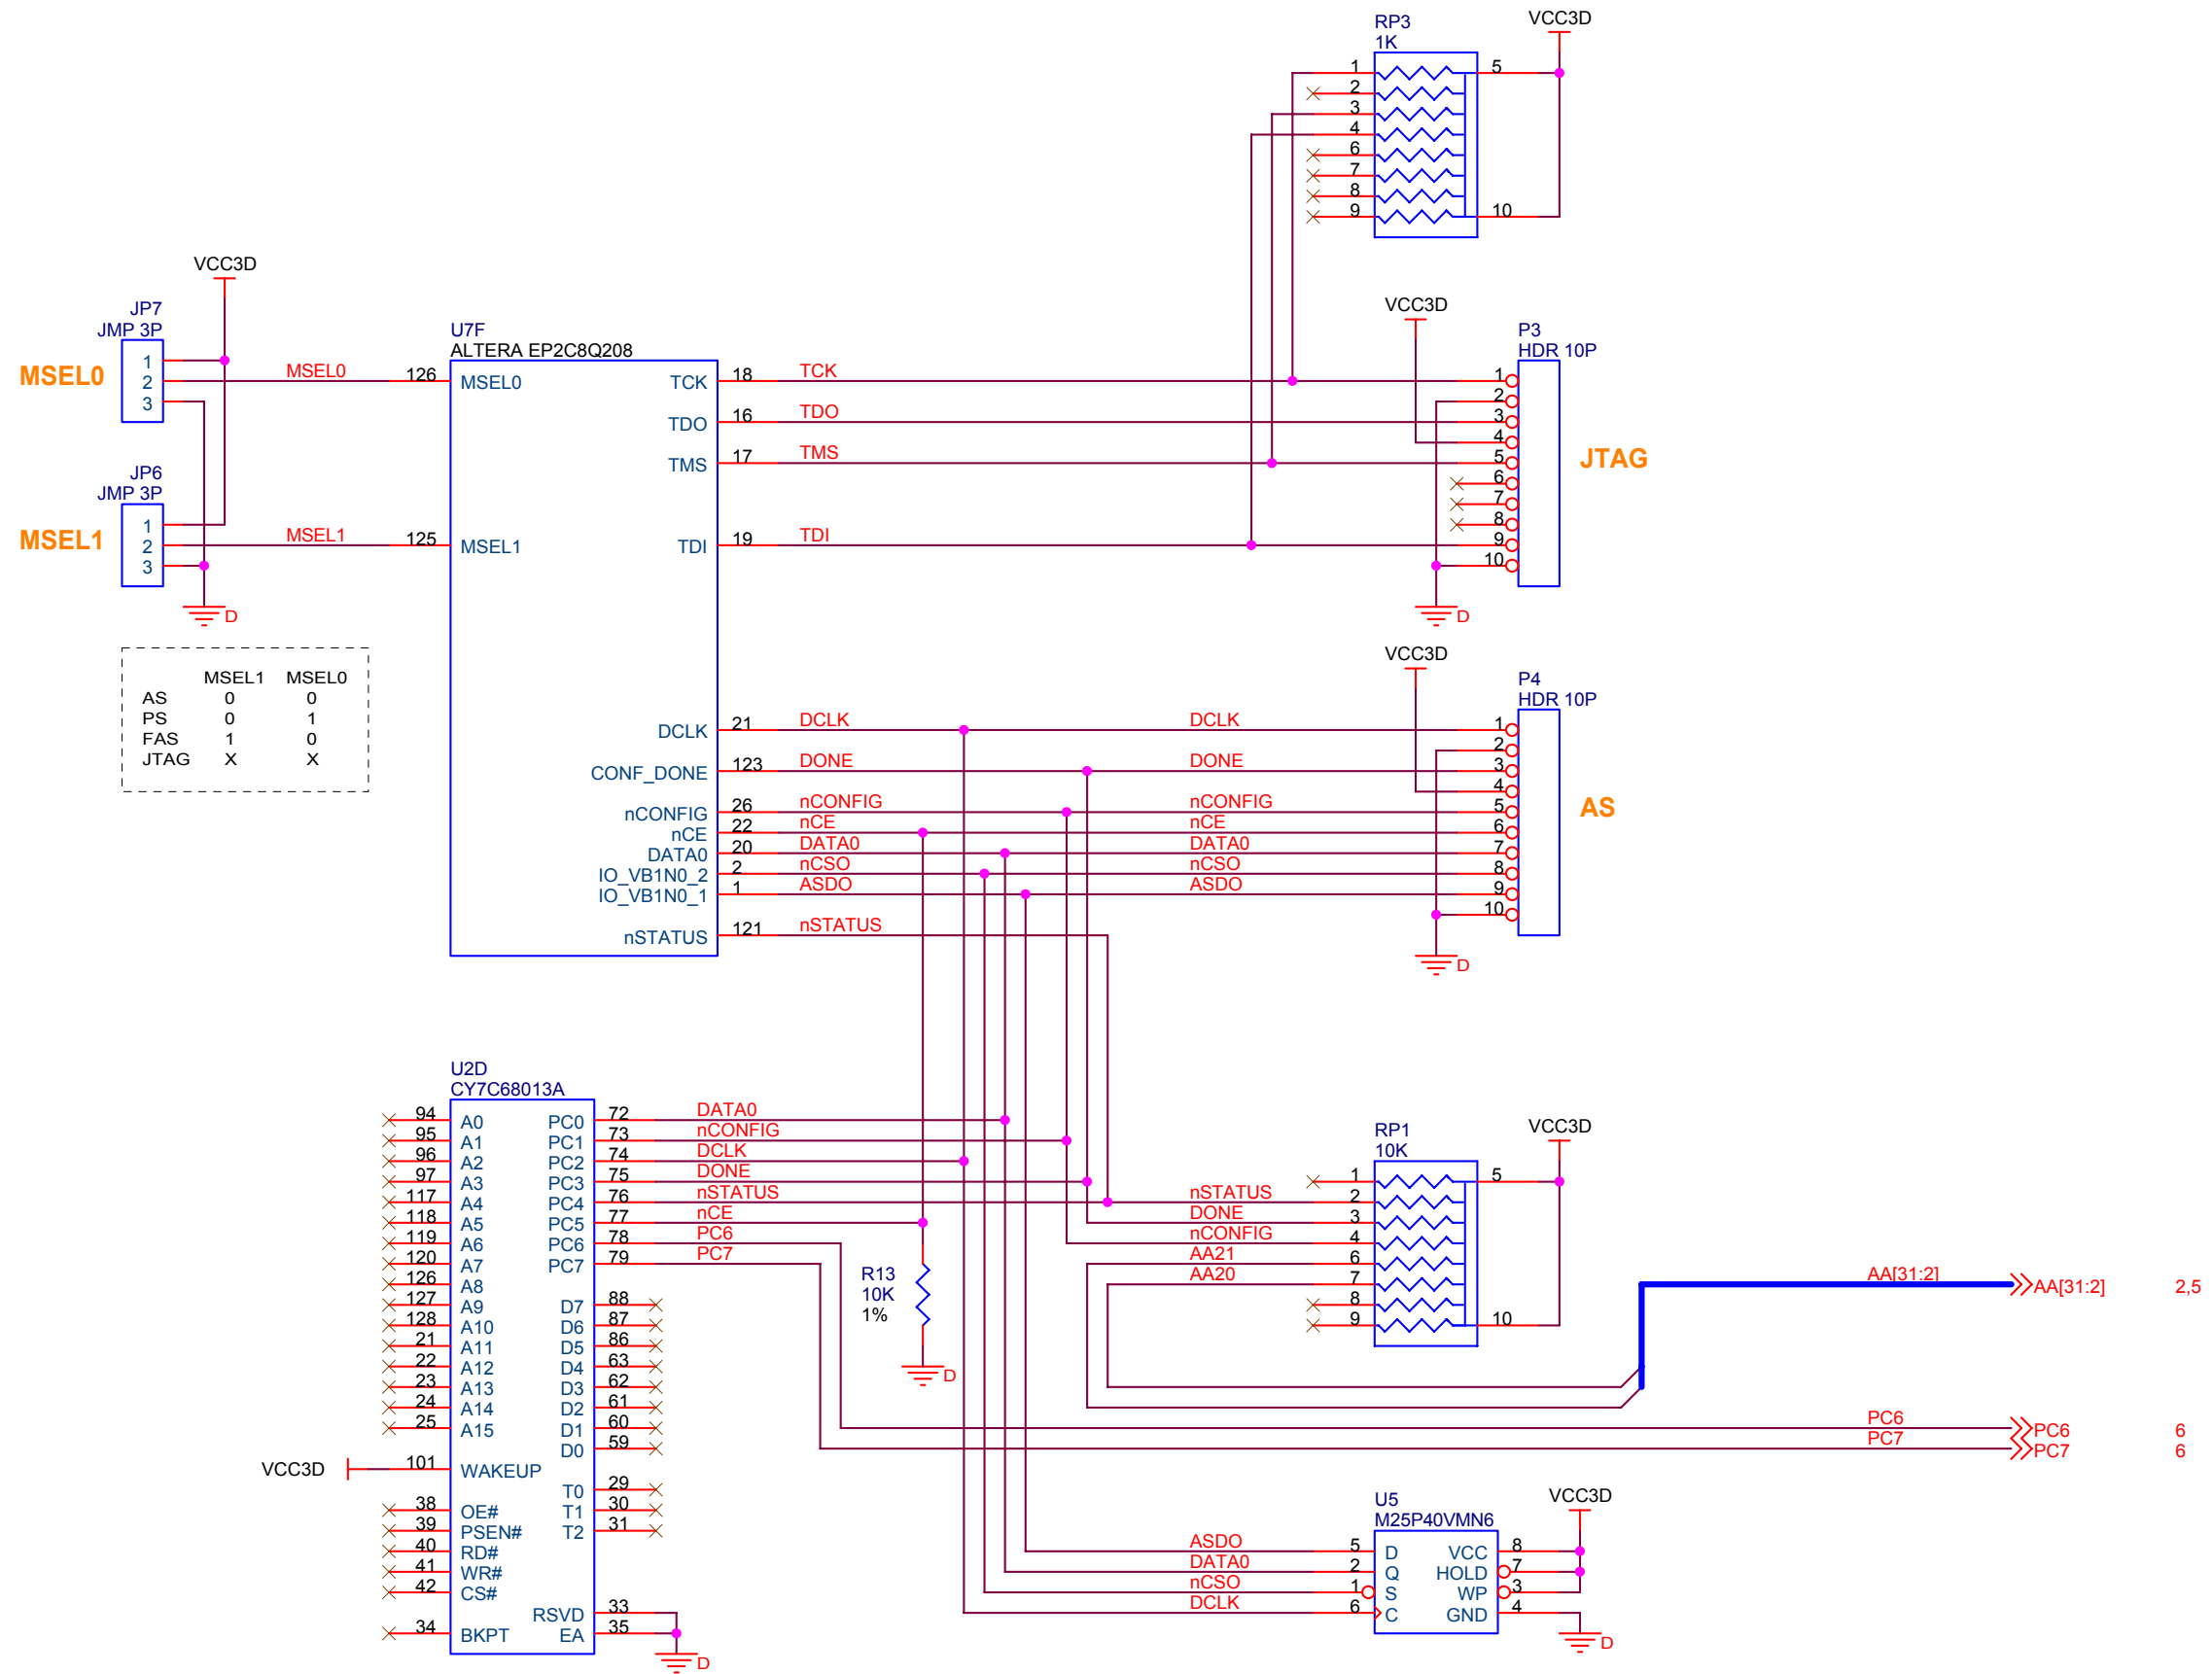 RP3
1K
VCC3D
1
2
3
4
6
7
8
9
5
10
VCC3D
JP7
JMP 3P
MSEL0
1
2
3
MSEL0
JP6
JMP 3P
MSEL1
1
2
3
MSEL1
D
MSEL1 MSEL0
AS 0 0
PS 0 1
FAS 1 0
JTAG X X
U7F
ALTERA EP2C8Q208
126 MSEL0
125 MSEL1
TCK 18 TCK
TDO 16 TDO
TMS 17 TMS
TDI 19 TDI
DCLK 21 DCLK DCLK
CONF_DONE 123 DONE DONE
nCONFIG 26 nCONFIG nCONFIG
nCE 22 nCE nCE
DATA0 20 DATA0 DATA0
IO_VB1N0_2 2 nCSO nCSO
IO_VB1N0_1 1 ASDO ASDO
nSTATUS 121 nSTATUS
VCC3D
P3
HDR 10P
1
2
3
4
5
6
7
8
9
10
JTAG
D
VCC3D
P4
HDR 10P
1
2
3
4
5
6
7
8
9
10
AS
D
U2D
CY7C68013A
94 A0
95 A1
96 A2
97 A3
117 A4
118 A5
119 A6
120 A7
126 A8
127 A9
128 A10
21 A11
22 A12
23 A13
24 A14
25 A15
VCC3D 101 WAKEUP
38 OE#
39 PSEN#
40 RD#
41 WR#
42 CS#
34 BKPT
PC0 72 DATA0
PC1 73 nCONFIG
PC2 74 DCLK
PC3 75 DONE
PC4 76 nSTATUS
PC5 77 nCE
PC6 78 PC6
PC7 79 PC7
D7 88
D6 87
D5 86
D4 63
D3 62
D2 61
D1 60
D0 59
T0 29
T1 30
T2 31
RSVD 33
EA 35
D
R13
10K
1%
D
RP1
10K
VCC3D
1
nSTATUS 2
DONE 3
nCONFIG 4
AA21 6
AA20 7
8
9
5
10
AA[31:2] AA[31:2] 2,5
PC6 PC6 6
PC7 PC7 6
U5
M25P40VMN6
VCC3D
ASDO 5 D VCC 8
DATA0 2 Q HOLD 7
nCSO 1 S WP 3
DCLK 6 C GND 4
D